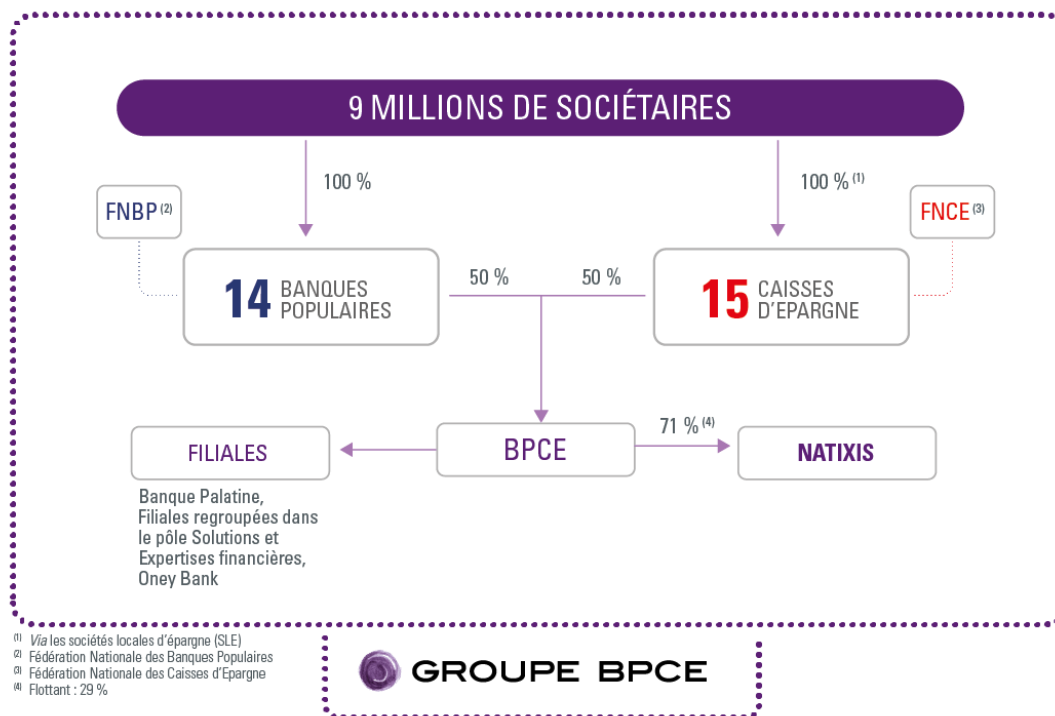 9 MILLIONS DE SOCIÉTAIRES
100 %
100 % (1)
FNBP (2)
FNCE (3)
14 BANQUES
POPULAIRES
50 %
50 %
15 CAISSES
D'EPARGNE
FILIALES
BPCE
71 % (4)
NATIXIS
Banque Palatine,
Filiales regroupées dans
le pôle Solutions et
Expertises financières,
Oney Bank
(1) Via les sociétés locales d'épargne (SLE)
(2) Fédération Nationale des Banques Populaires
(3) Fédération Nationale des Caisses d'Epargne
(4) Flottant : 29 %
GROUPE BPCE